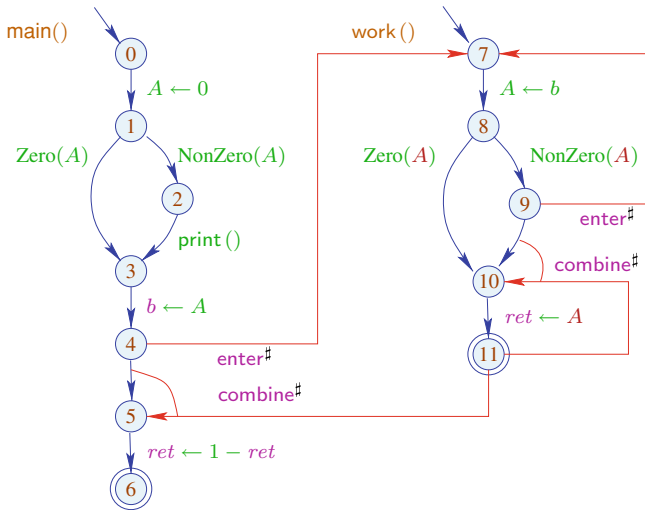 main()
0
A ← 0
1
Zero(A)
NonZero(A)
2
print()
3
b ← A
4
enter♯
combine♯
5
ret ← 1 − ret
6
work()
7
A ← b
8
Zero(A)
NonZero(A)
9
enter♯
combine♯
10
ret ← A
11